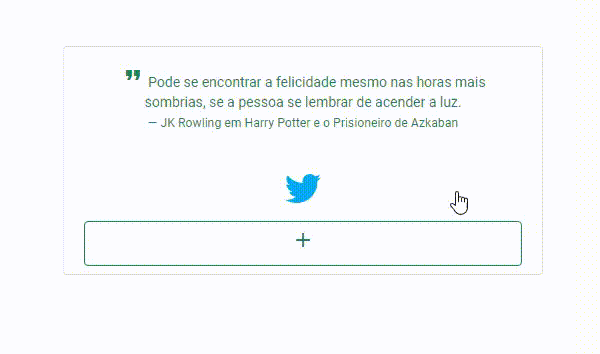 ❞ Pode se encontrar a felicidade mesmo nas horas mais
sombrias, se a pessoa se lembrar de acender a luz.
— JK Rowling em Harry Potter e o Prisioneiro de Azkaban
+